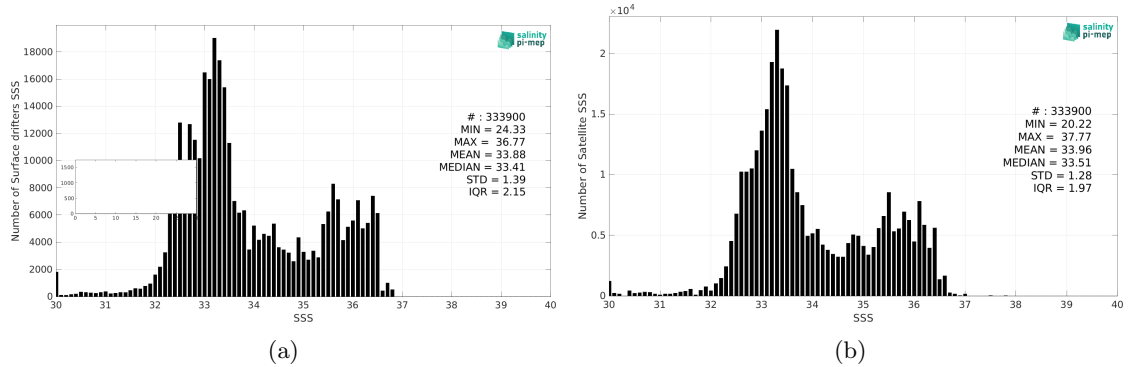 salinity
pi-mep
Number of Surface drifters SSS
18000
16000
14000
12000
10000
8000
6000
4000
2000
0
# : 333900
MIN = 24.33
MAX = 36.77
MEAN = 33.88
MEDIAN = 33.41
STD = 1.39
IQR = 2.15
1500
1000
500
0
0 5 10 15 20
30 31 32 33 34 35 36 37 38 39 40
SSS
(a)
×10⁴
salinity
pi-mep
Number of Satellite SSS
2
1.5
1
0.5
0
# : 333900
MIN = 20.22
MAX = 37.77
MEAN = 33.96
MEDIAN = 33.51
STD = 1.28
IQR = 1.97
30 31 32 33 34 35 36 37 38 39 40
SSS
(b)